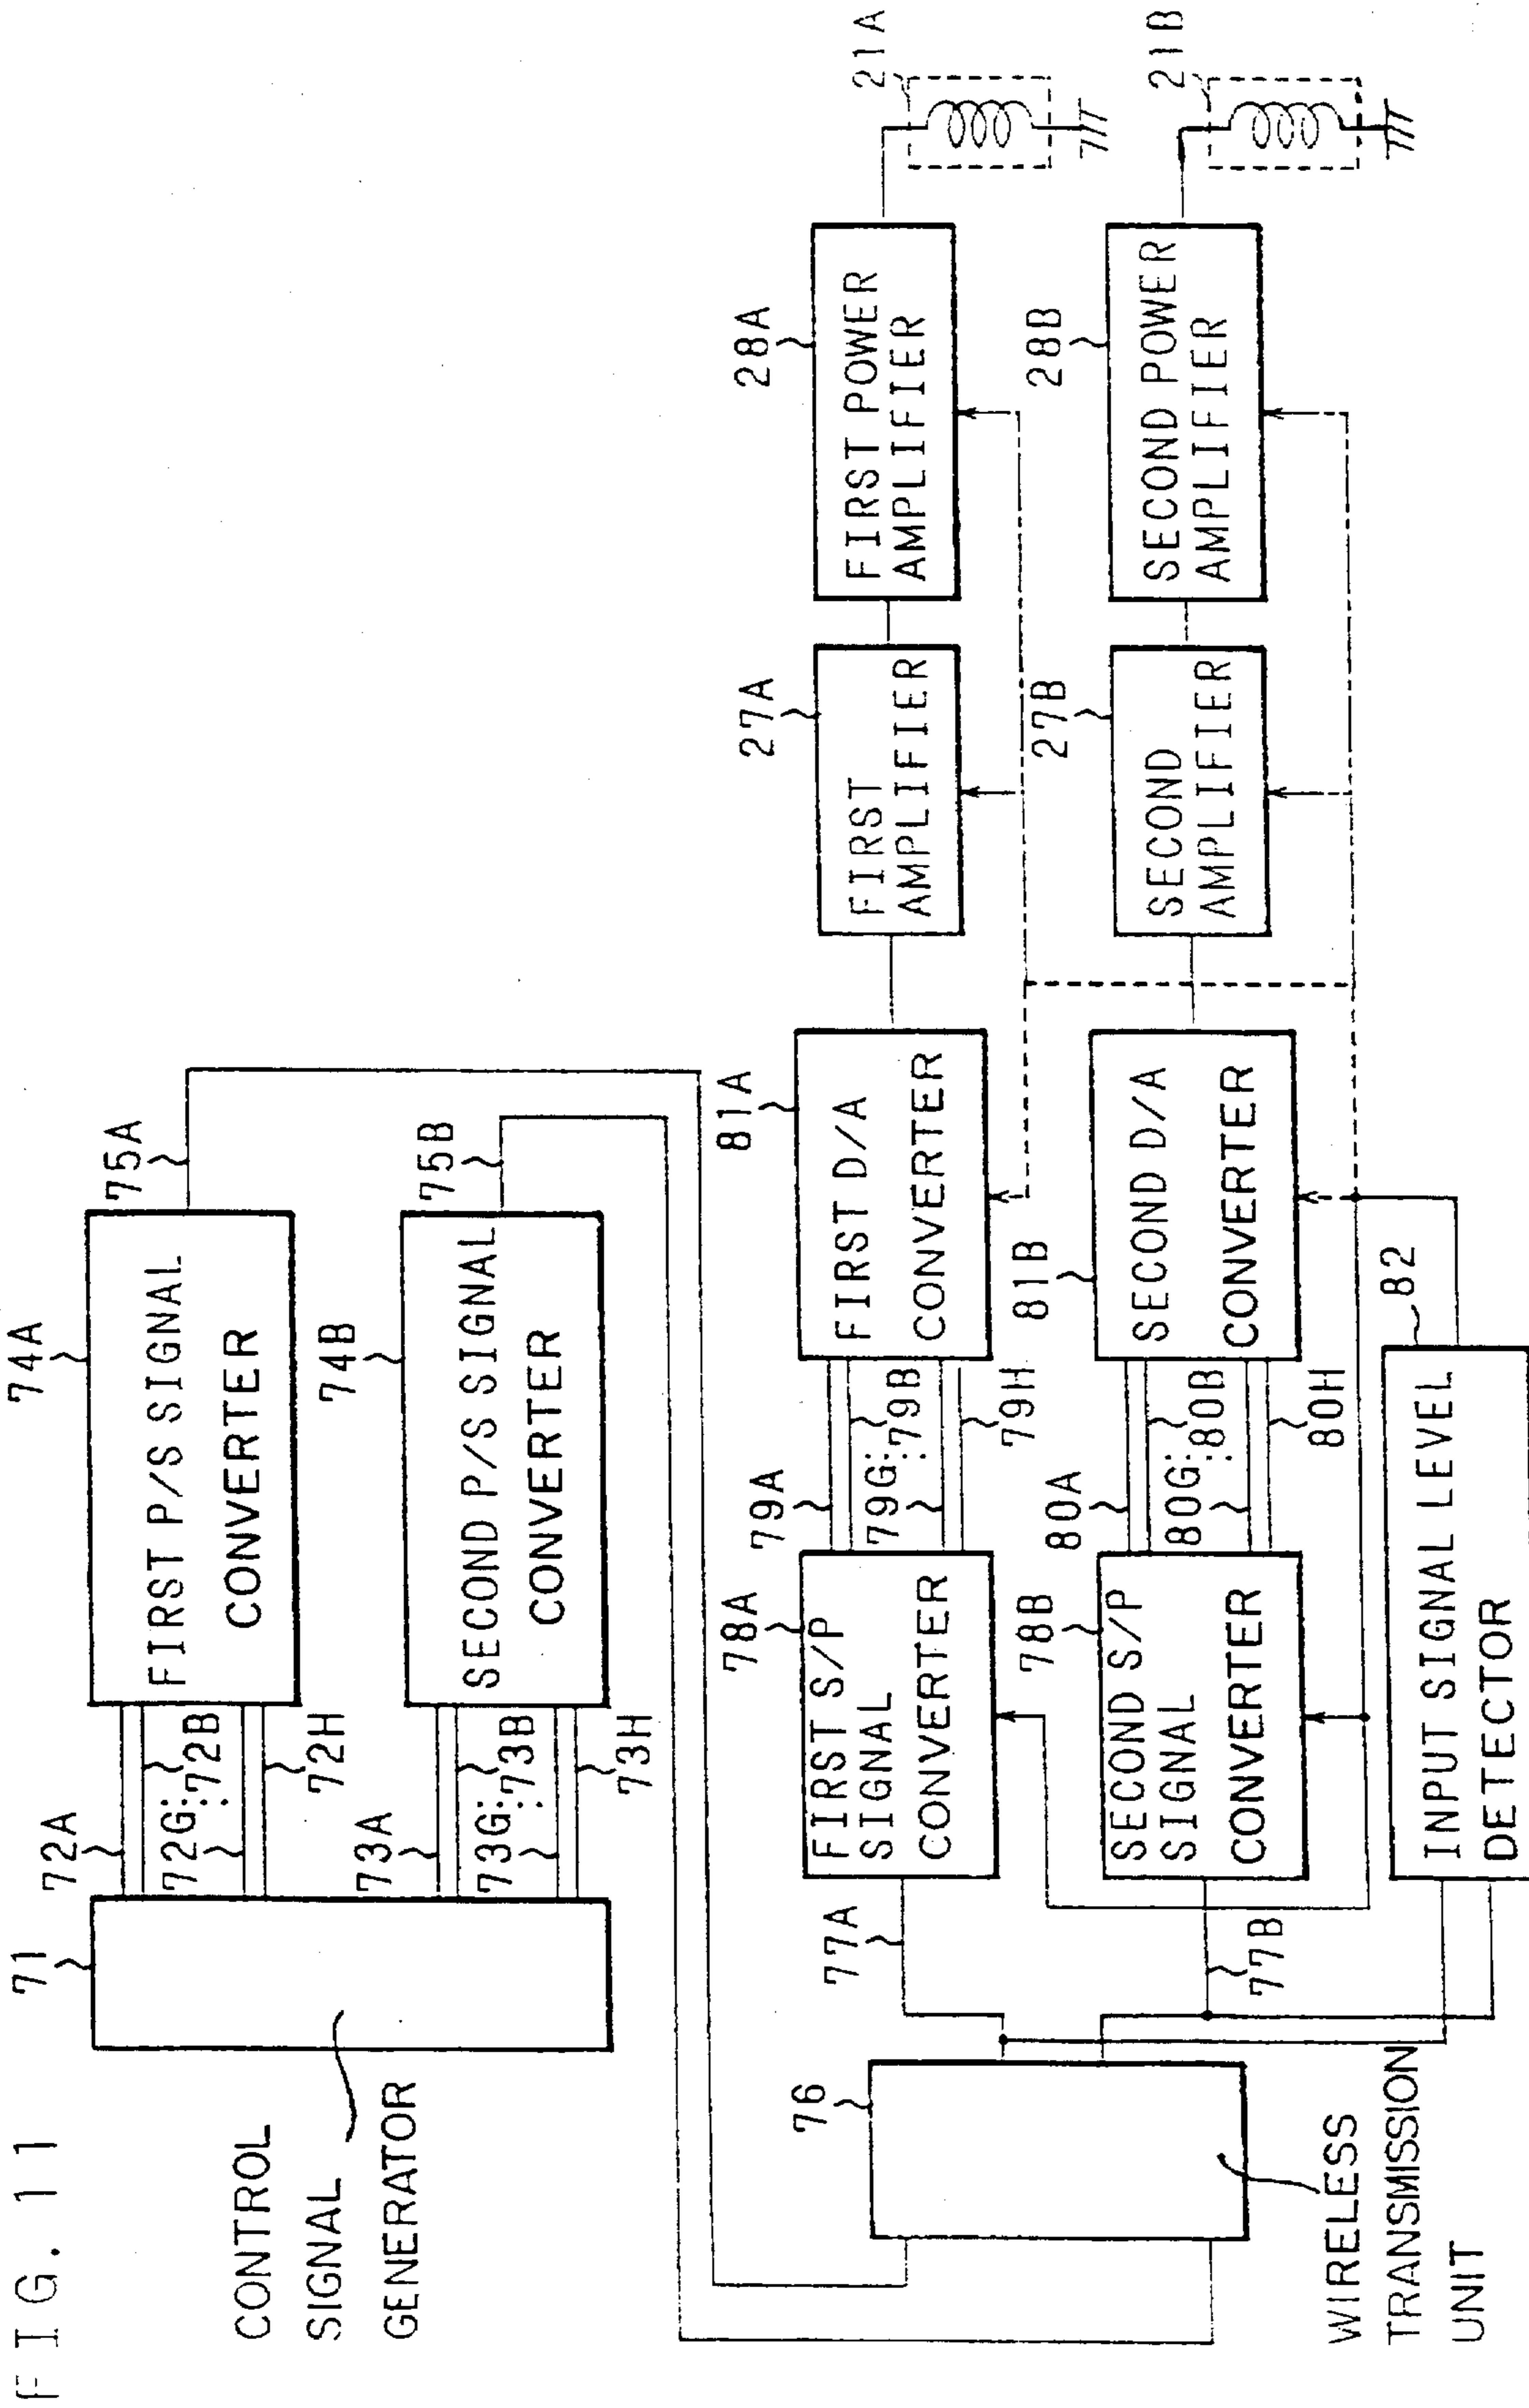 FIG. 11
71
CONTROL
SIGNAL
GENERATOR
72A
72B
72G
72H
73A
73B
73G
73H
74A
FIRST P/S SIGNAL
CONVERTER
74B
SECOND P/S SIGNAL
CONVERTER
75A
75B
76
WIRELESS
TRANSMISSION
UNIT
77A
77B
78A
FIRST S/P
SIGNAL
CONVERTER
78B
SECOND S/P
SIGNAL
CONVERTER
79A
79B
79G
79H
80A
80B
80G
80H
81A
FIRST D/A
CONVERTER
81B
SECOND D/A
CONVERTER
82
INPUT SIGNAL LEVEL
DETECTOR
27A
FIRST
AMPLIFIER
27B
SECOND
AMPLIFIER
28A
FIRST POWER
AMPLIFIER
28B
SECOND POWER
AMPLIFIER
21A
21B